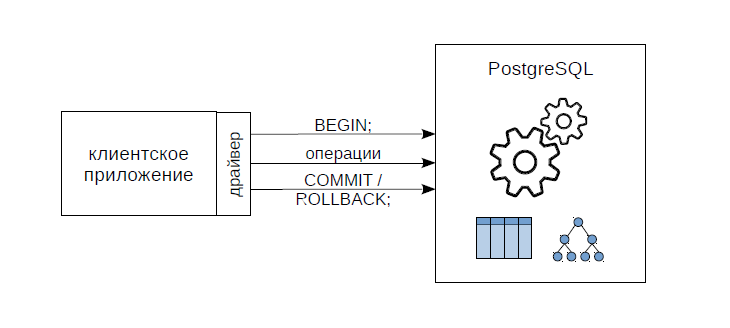 PostgreSQL
BEGIN;
клиентское
приложение
драйвер
операции
COMMIT /
ROLLBACK;